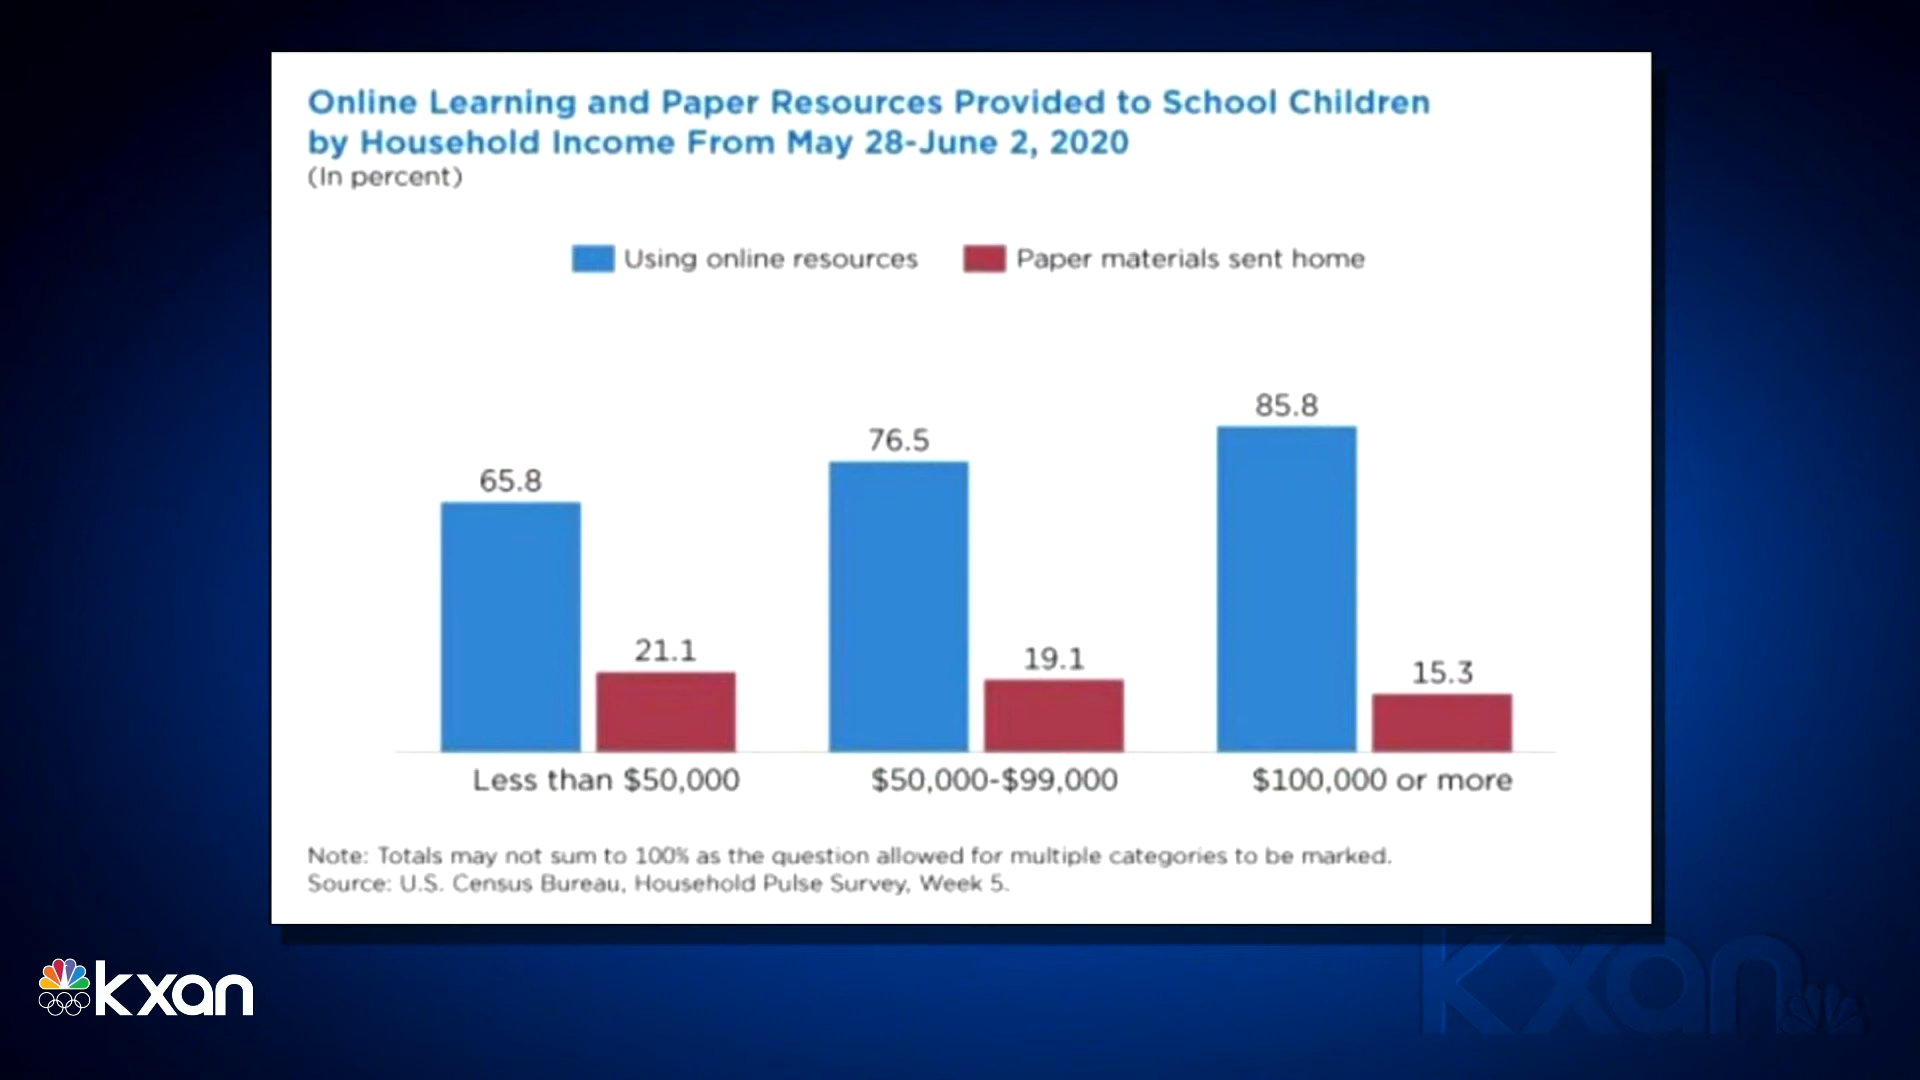 Online Learning and Paper Resources Provided to School Children
by Household Income From May 28-June 2, 2020
(In percent)
Using online resources Paper materials sent home
85.8
76.5
65.8
21.1
19.1
15.3
Less than $50,000 $50,000-$99,000 $100,000 or more
Note: Totals may not sum to 100% as the question allowed for multiple categories to be marked.
Source: U.S. Census Bureau, Household Pulse Survey, Week 5.
kxan
kxan